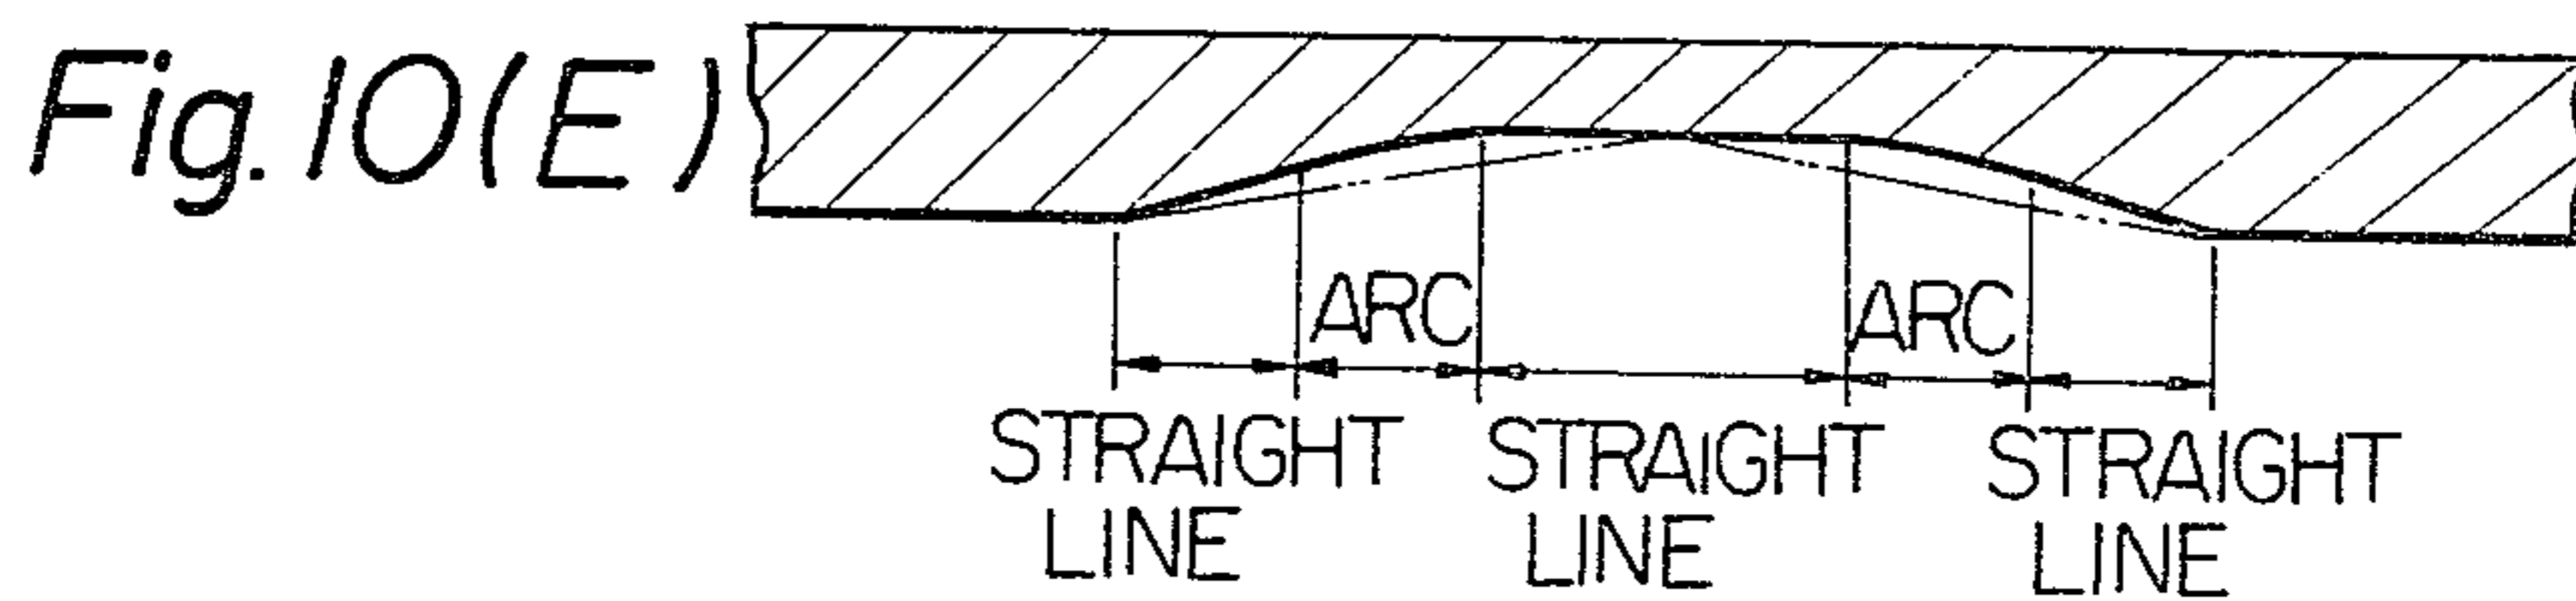 Fig. 10(E)
ARC ARC
STRAIGHT STRAIGHT STRAIGHT
LINE LINE LINE